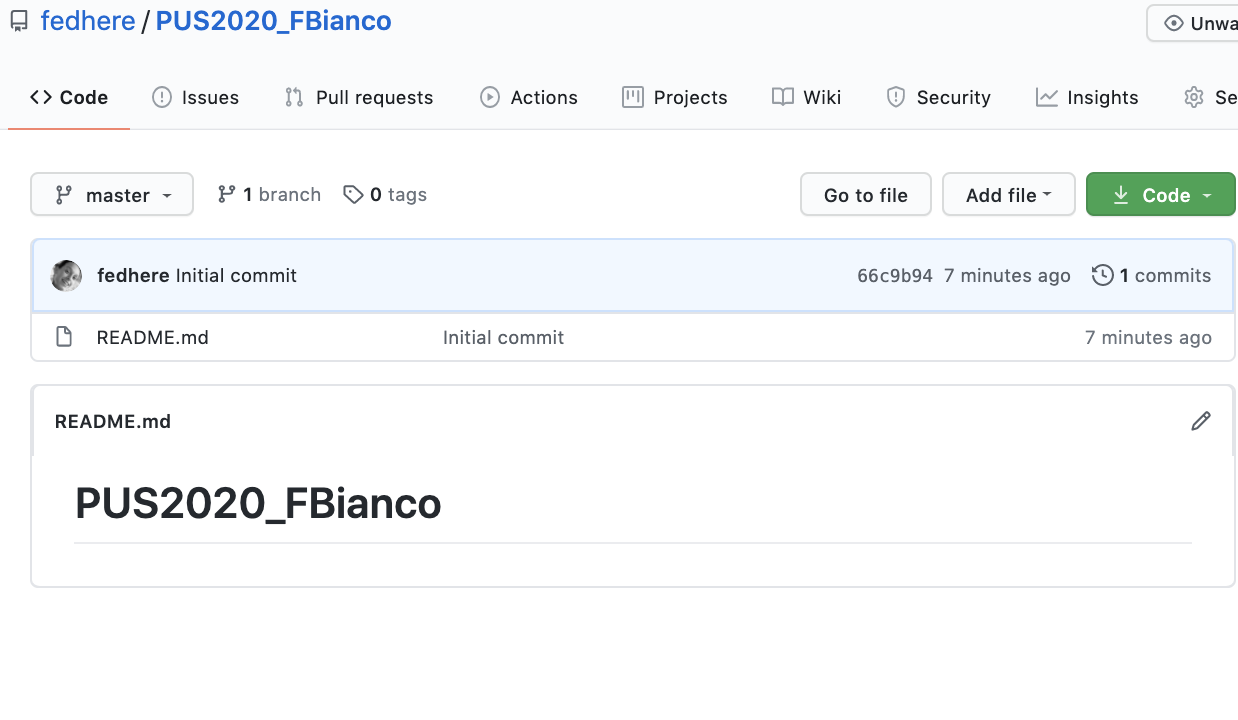 fedhere / PUS2020_FBianco
Unwa
Code Issues Pull requests Actions Projects Wiki Security Insights Se
master 1 branch 0 tags Go to file Add file Code
fedhere Initial commit 66c9b94 7 minutes ago 1 commits
README.md Initial commit 7 minutes ago
README.md
PUS2020_FBianco